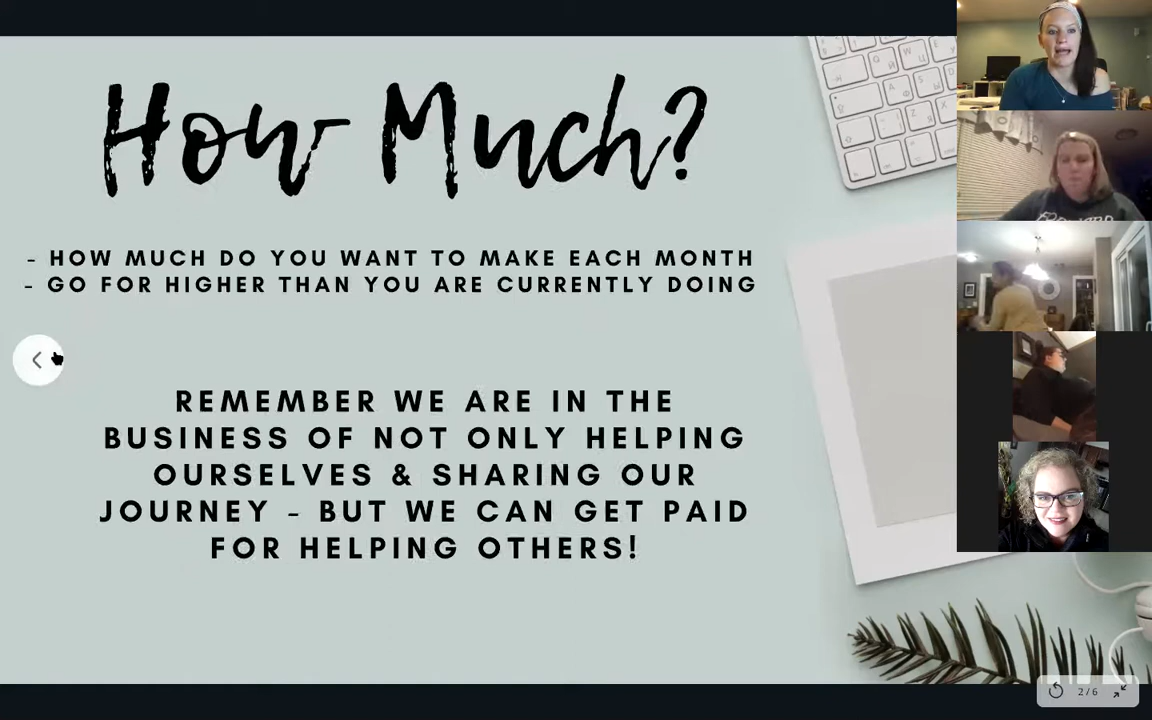 How Much?
- HOW MUCH DO YOU WANT TO MAKE EACH MONTH
- GO FOR HIGHER THAN YOU ARE CURRENTLY DOING
REMEMBER WE ARE IN THE
BUSINESS OF NOT ONLY HELPING
OURSELVES & SHARING OUR
JOURNEY - BUT WE CAN GET PAID
FOR HELPING OTHERS!
2/6